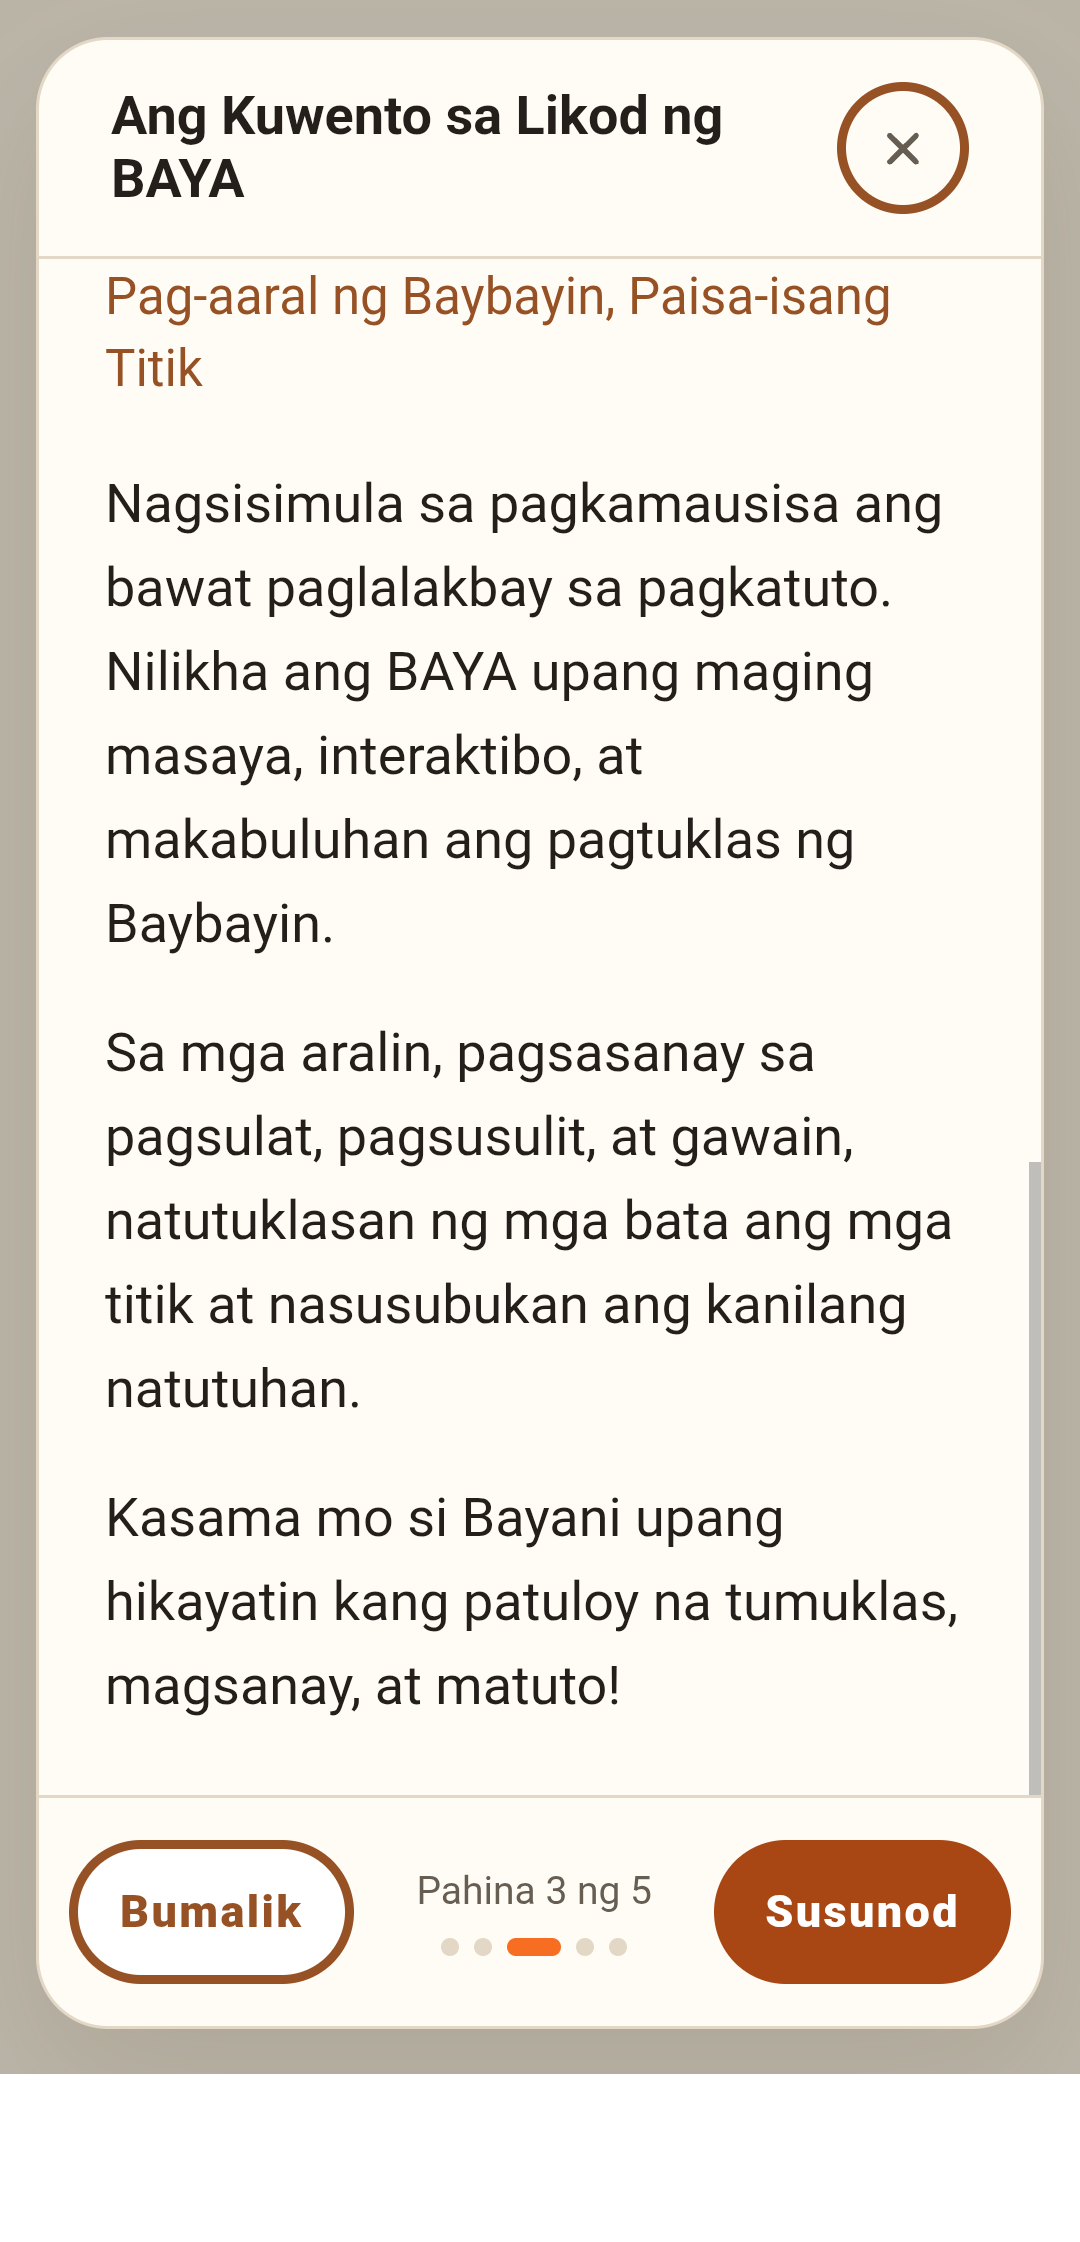 Ang Kuwento sa Likod ng
BAYA
Pag-aaral ng Baybayin, Paisa-isang
Titik
Nagsisimula sa pagkamausisa ang
bawat paglalakbay sa pagkatuto.
Nilikha ang BAYA upang maging
masaya, interaktibo, at
makabuluhan ang pagtuklas ng
Baybayin.
Sa mga aralin, pagsasanay sa
pagsulat, pagsusulit, at gawain,
natutuklasan ng mga bata ang mga
titik at nasusubukan ang kanilang
natutuhan.
Kasama mo si Bayani upang
hikayatin kang patuloy na tumuklas,
magsanay, at matuto!
Bumalik
Pahina 3 ng 5
Susunod